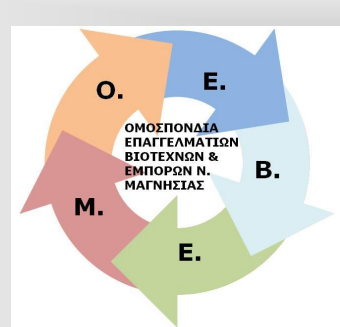 Ο.
Ε.
ΟΜΟΣΠΟΝΔΙΑ
ΕΠΑΓΓΕΛΜΑΤΙΩΝ
ΒΙΟΤΕΧΝΩΝ &
ΕΜΠΟΡΩΝ Ν.
ΜΑΓΝΗΣΙΑΣ
Β.
Μ.
Ε.